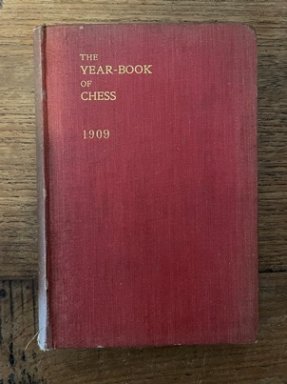 THE
YEAR-BOOK
OF
CHESS
1909